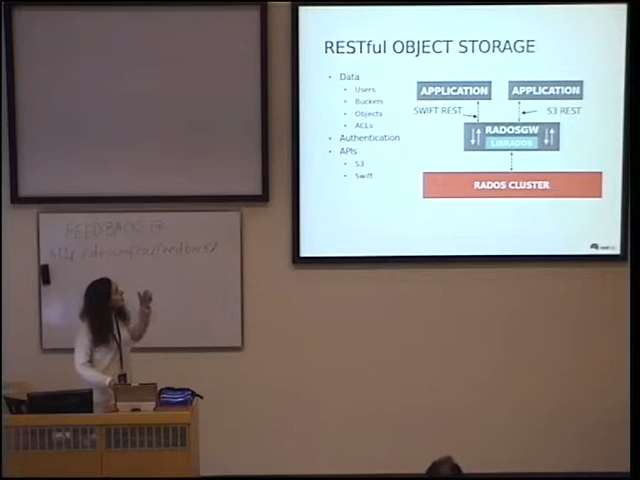 RESTful OBJECT STORAGE
Data
Users
Buckets
Objects
ACLs
Authentication
APIs
S3
Swift
APPLICATION
APPLICATION
SWIFT REST
S3 REST
RADOSGW
LIBRADOS
RADOS CLUSTER
FEEDBACK @